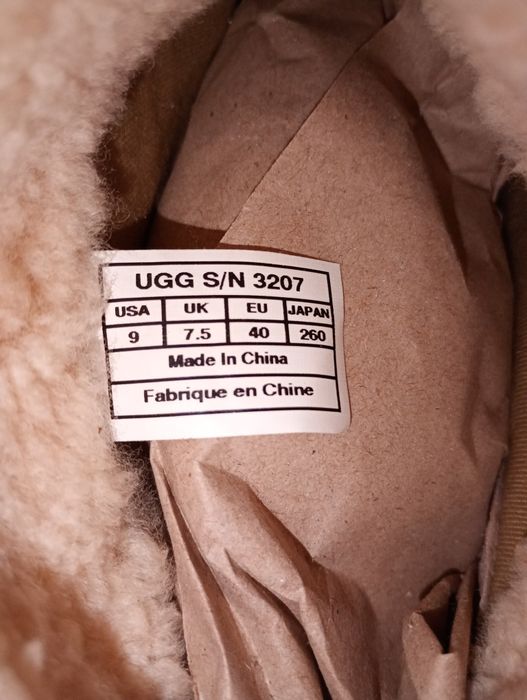 UGG S/N 3207
USA UK EU JAPAN
9 7.5 40 260
Made In China
Fabrique en Chine